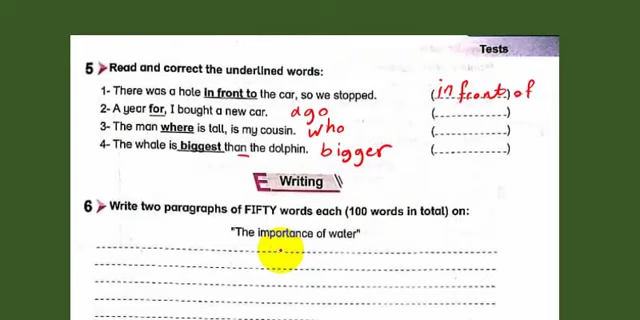 Tests
5 Read and correct the underlined words:
1- There was a hole in front to the car, so we stopped. (in front of)
2- A year for, I bought a new car. ago (..............)
3- The man where is tall, is my cousin. who (..............)
4- The whale is biggest than the dolphin. bigger (..............)
E Writing
6 Write two paragraphs of FIFTY words each (100 words in total) on:
"The importance of water"